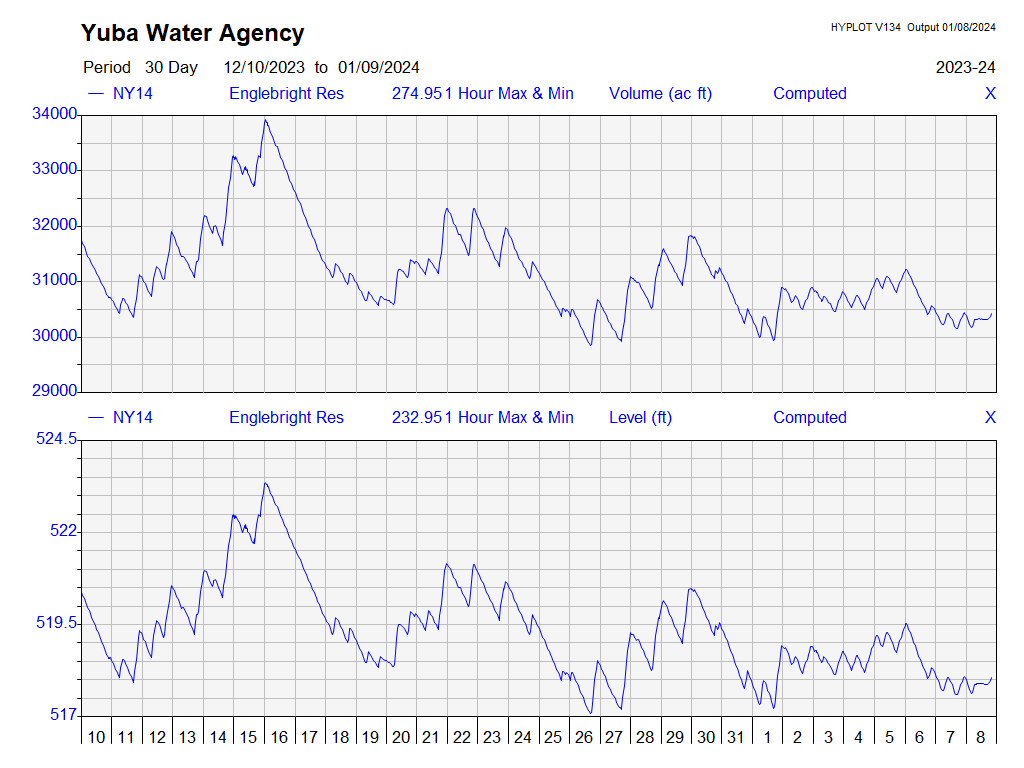 Yuba Water Agency
HYPLOT V134 Output 01/08/2024
Period 30 Day 12/10/2023 to 01/09/2024 2023-24
NY14 Englebright Res 274.951 Hour Max & Min Volume (ac ft) Computed X
34000
33000
32000
31000
30000
29000
NY14 Englebright Res 232.951 Hour Max & Min Level (ft) Computed X
524.5
522
519.5
517
10 11 12 13 14 15 16 17 18 19 20 21 22 23 24 25 26 27 28 29 30 31 1 2 3 4 5 6 7 8